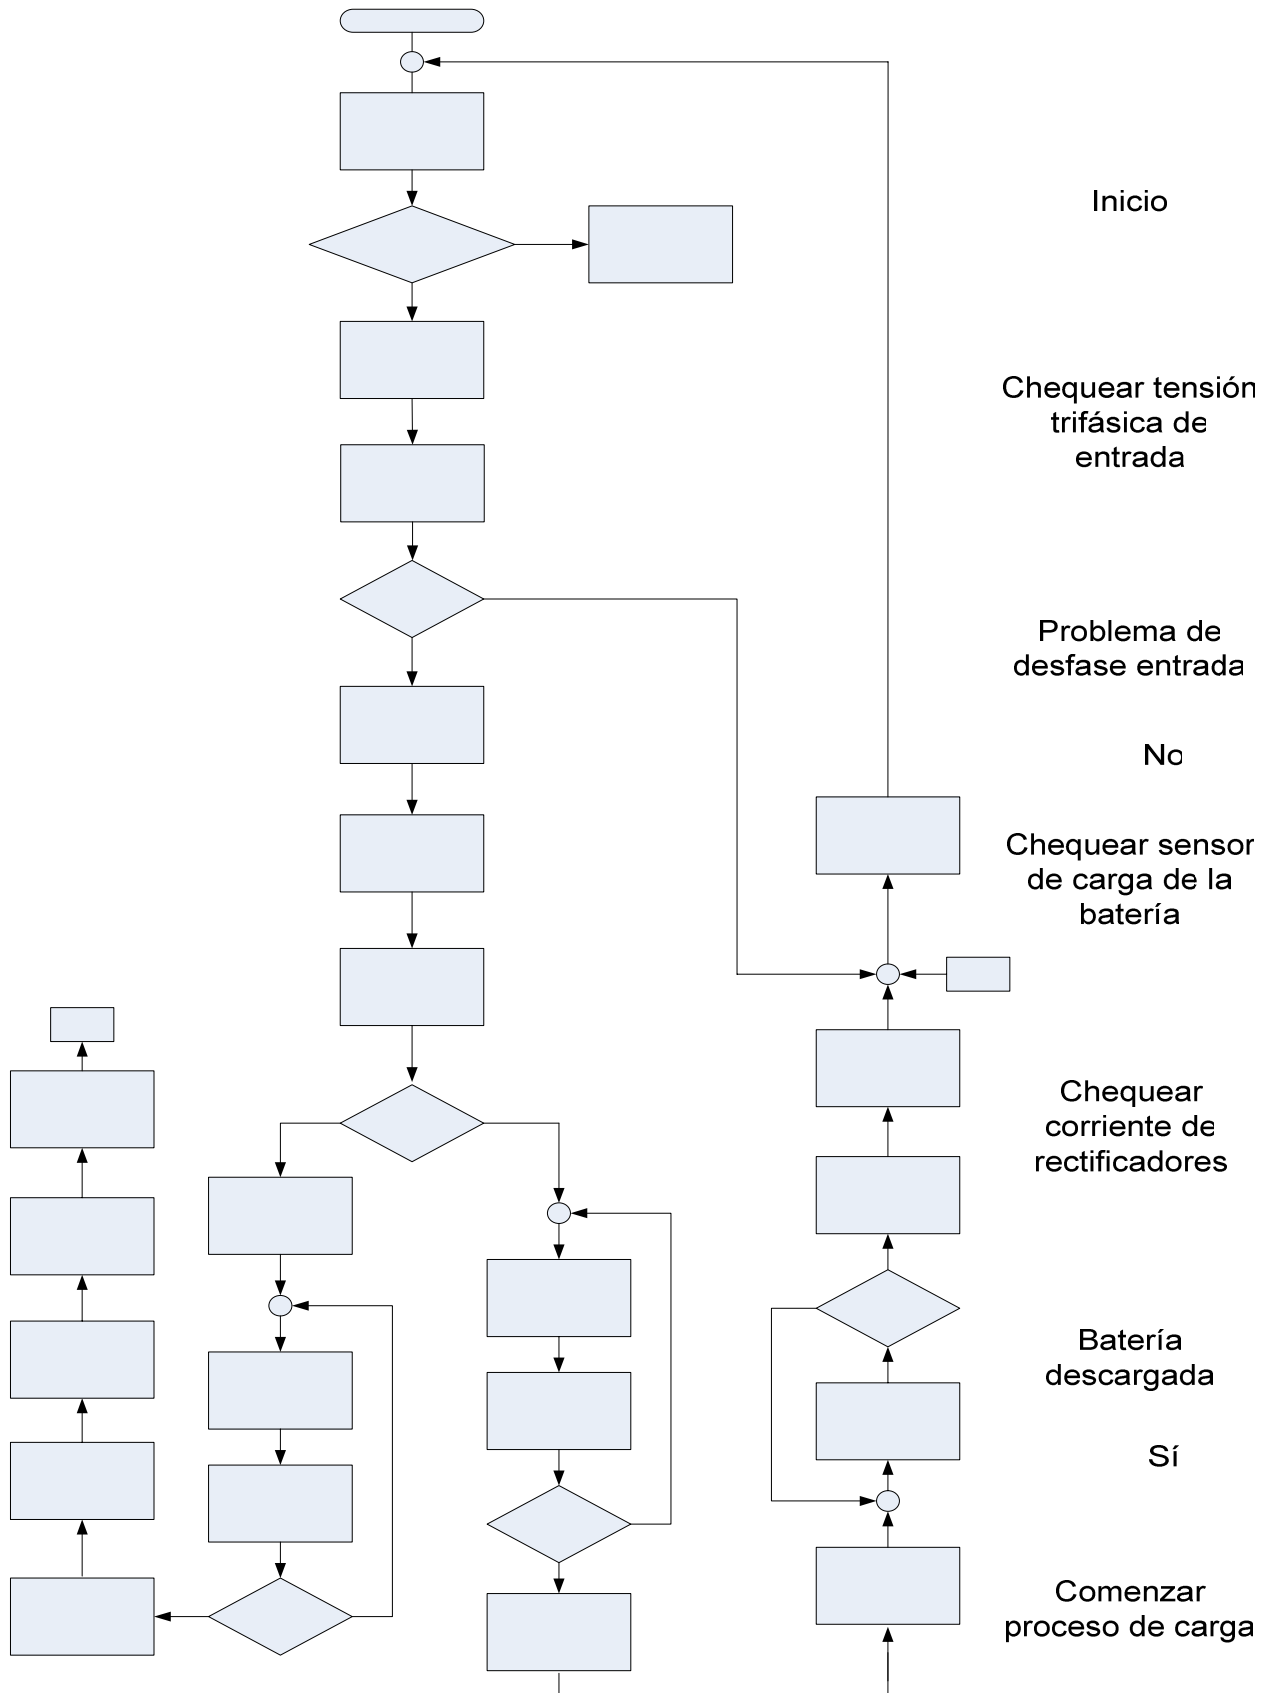 Inicio
Chequear tensión
trifásica de
entrada
Problema de
desfase entrada
No
Chequear sensor
de carga de la
batería
Chequear
corriente de
rectificadores
Batería
descargada
Sí
Comenzar
proceso de carga